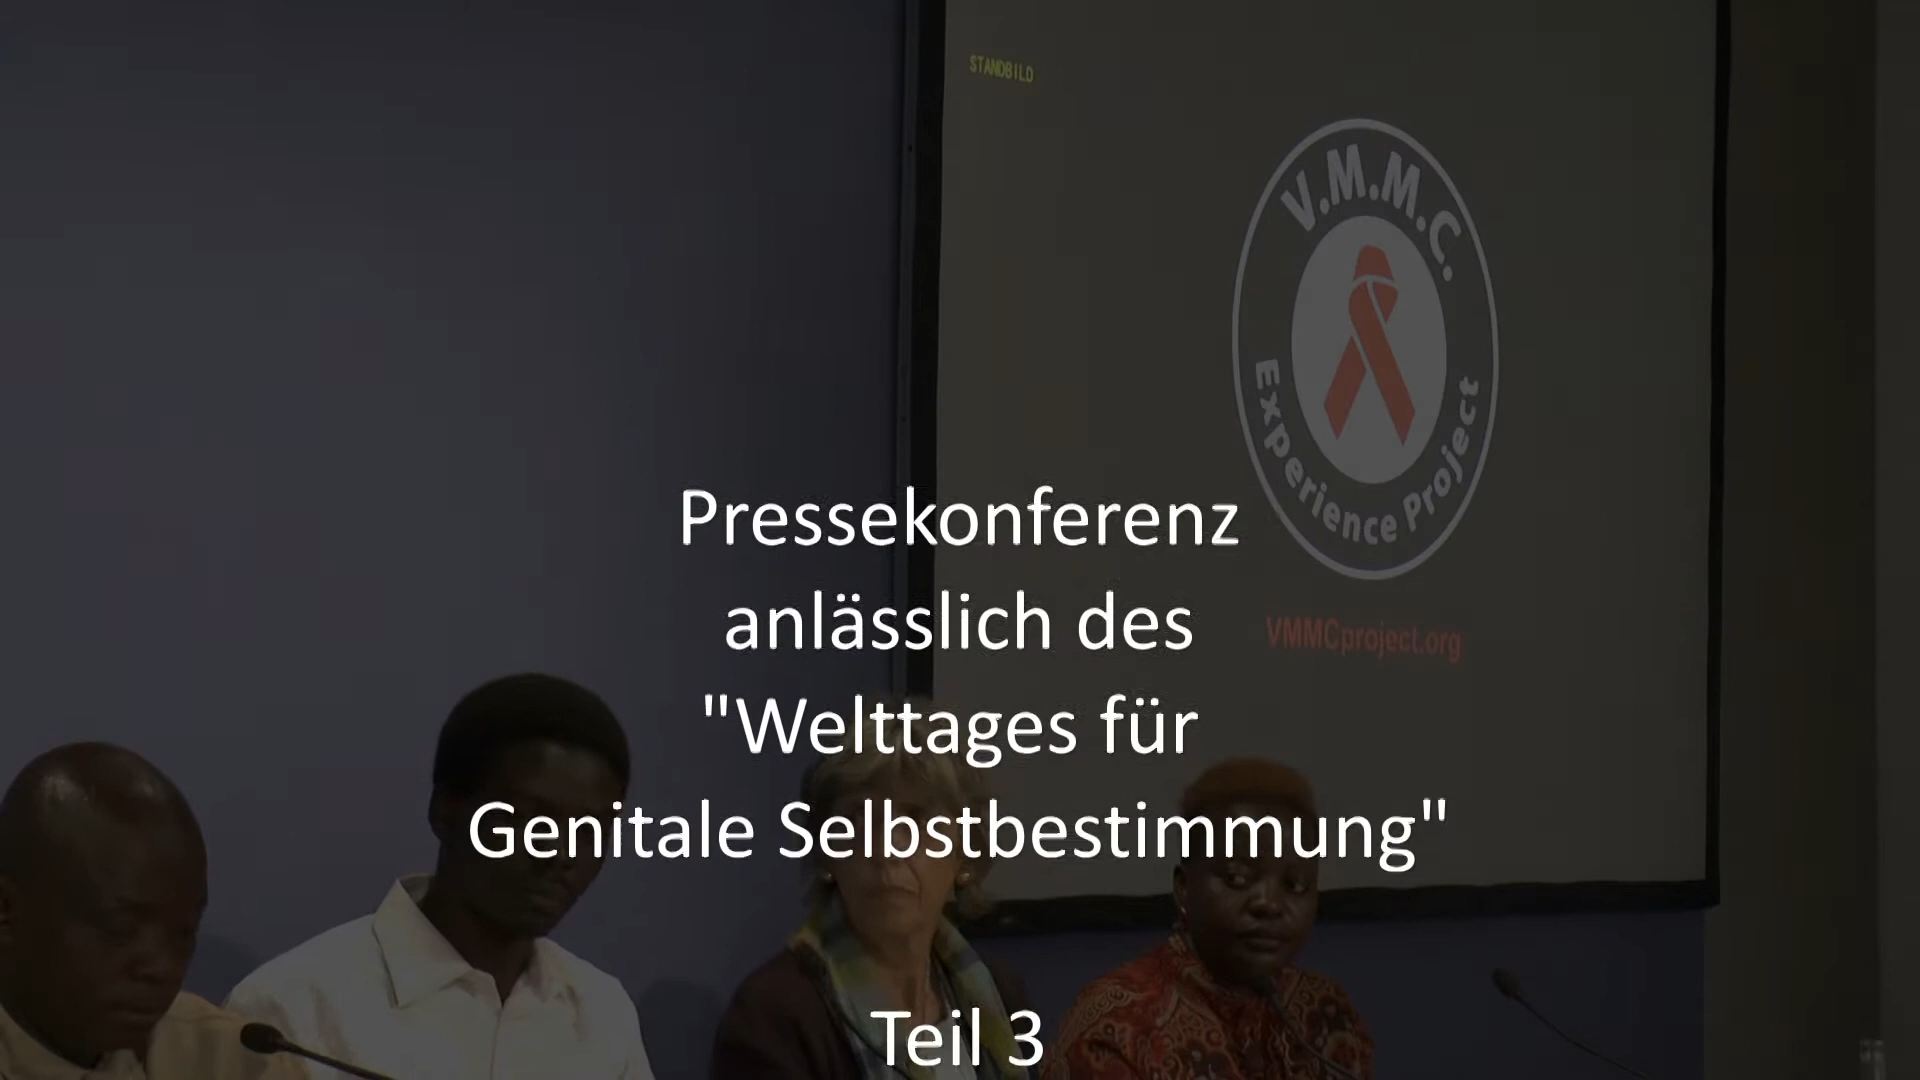 STANDBILD
V.M.M.C.
Experience Project
VMMCproject.org
Pressekonferenz
anlässlich des
"Welttages für
Genitale Selbstbestimmung"
Teil 3